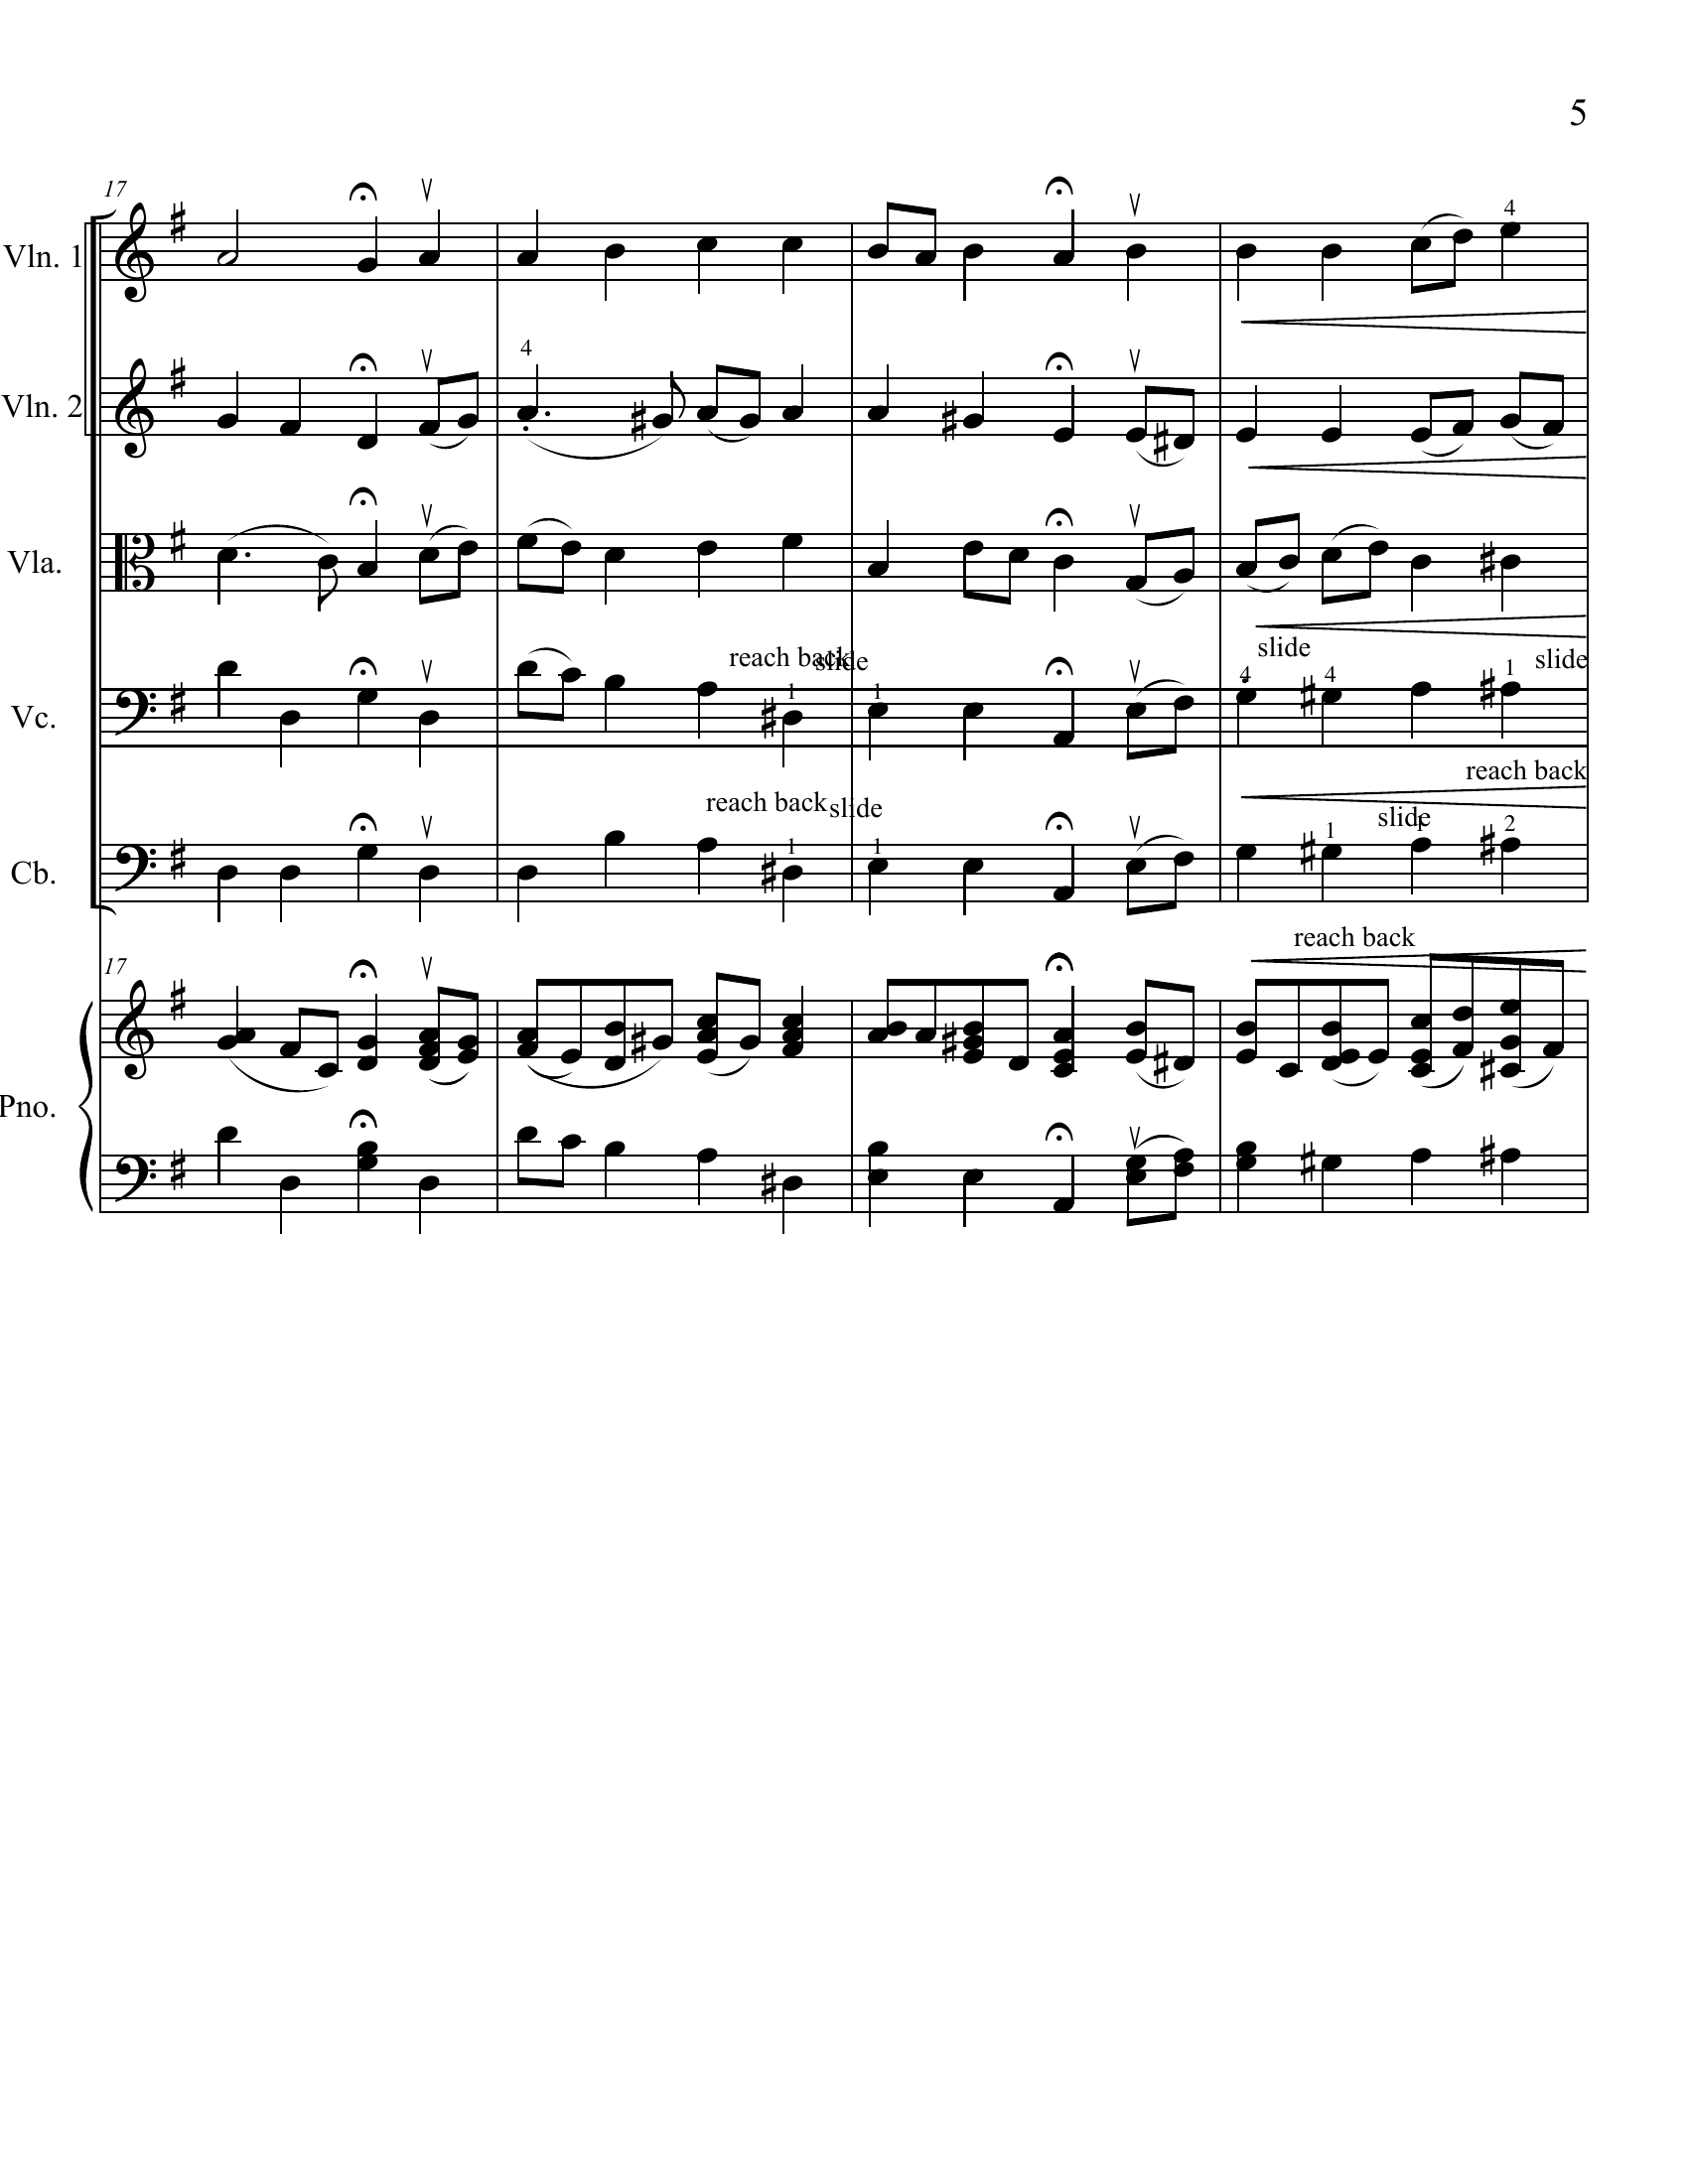 5
17
Vln. 1
4
Vln. 2
4
Vla.
reach back
slide
slide
slide
Vc.
1
1
4
4
1
reach back
reach back
slide
slide
Cb.
1
1
1
1
2
reach back
17
Pno.